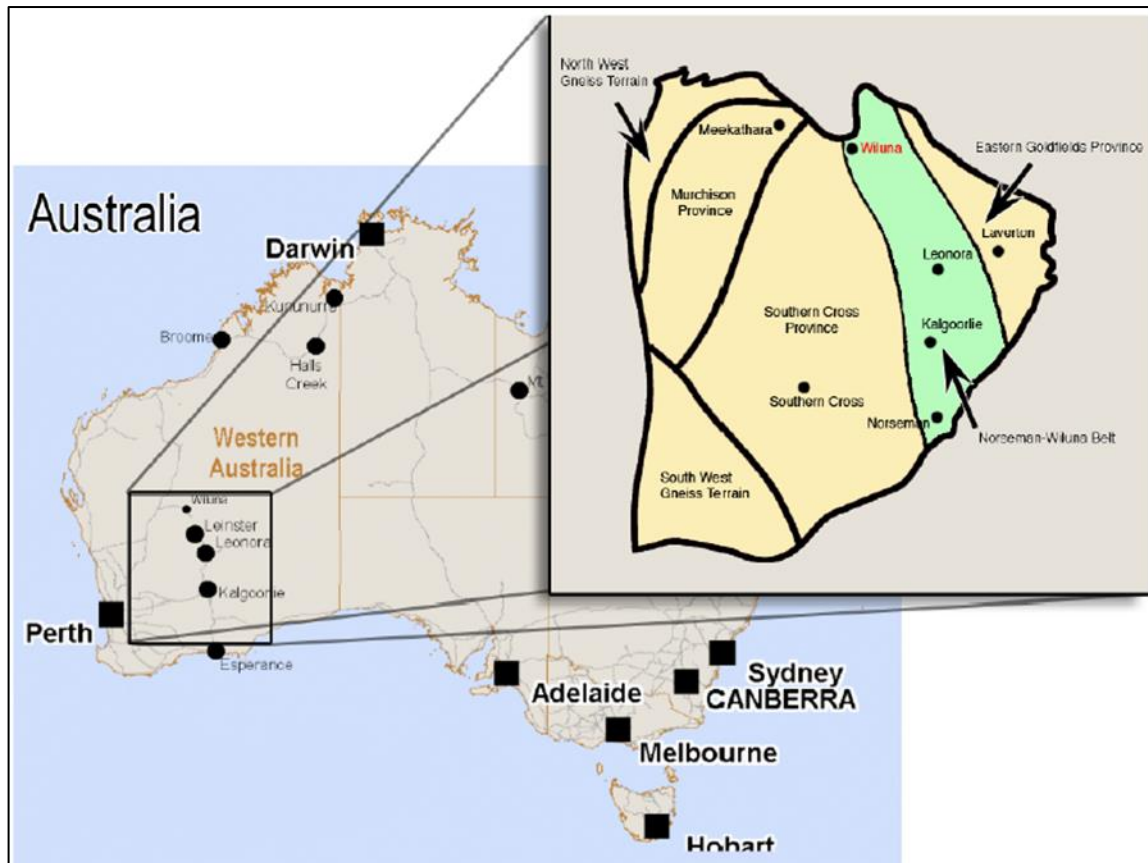 Australia
Darwin
Kununurra
Broome
Halls
Creek
Mt
Western
Australia
Wiluna
Leinster
Leonora
Kalgoorlie
Perth
Esperance
Adelaide
Sydney
CANBERRA
Melbourne
Hobart
North West
Gneiss Terrain
Meekathara
Wiluna
Eastern Goldfields Province
Murchison
Province
Laverton
Leonora
Southern Cross
Province
Kalgoorlie
Southern Cross
Norseman
Norseman-Wiluna Belt
South West
Gneiss Terrain